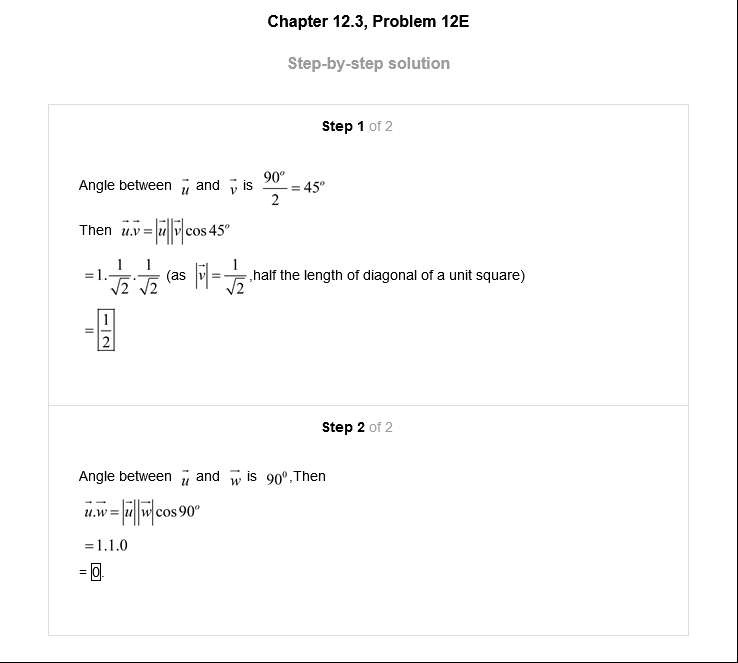 Chapter 12.3, Problem 12E
Step-by-step solution
Step 1 of 2
Angle between $\vec{u}$ and $\vec{v}$ is $\frac{90^o}{2} = 45^o$
Then $\vec{u}.\vec{v} = |\vec{u}||\vec{v}| \cos 45^o$
$= 1.\frac{1}{\sqrt{2}}.\frac{1}{\sqrt{2}}$ (as $|\vec{v}| = \frac{1}{\sqrt{2}}$,half the length of diagonal of a unit square)
$= \boxed{\frac{1}{2}}$
Step 2 of 2
Angle between $\vec{u}$ and $\vec{w}$ is $90^0$,Then
$\vec{u}.\vec{w} = |\vec{u}||\vec{w}| \cos 90^o$
$= 1.1.0$
$= \boxed{0}.$